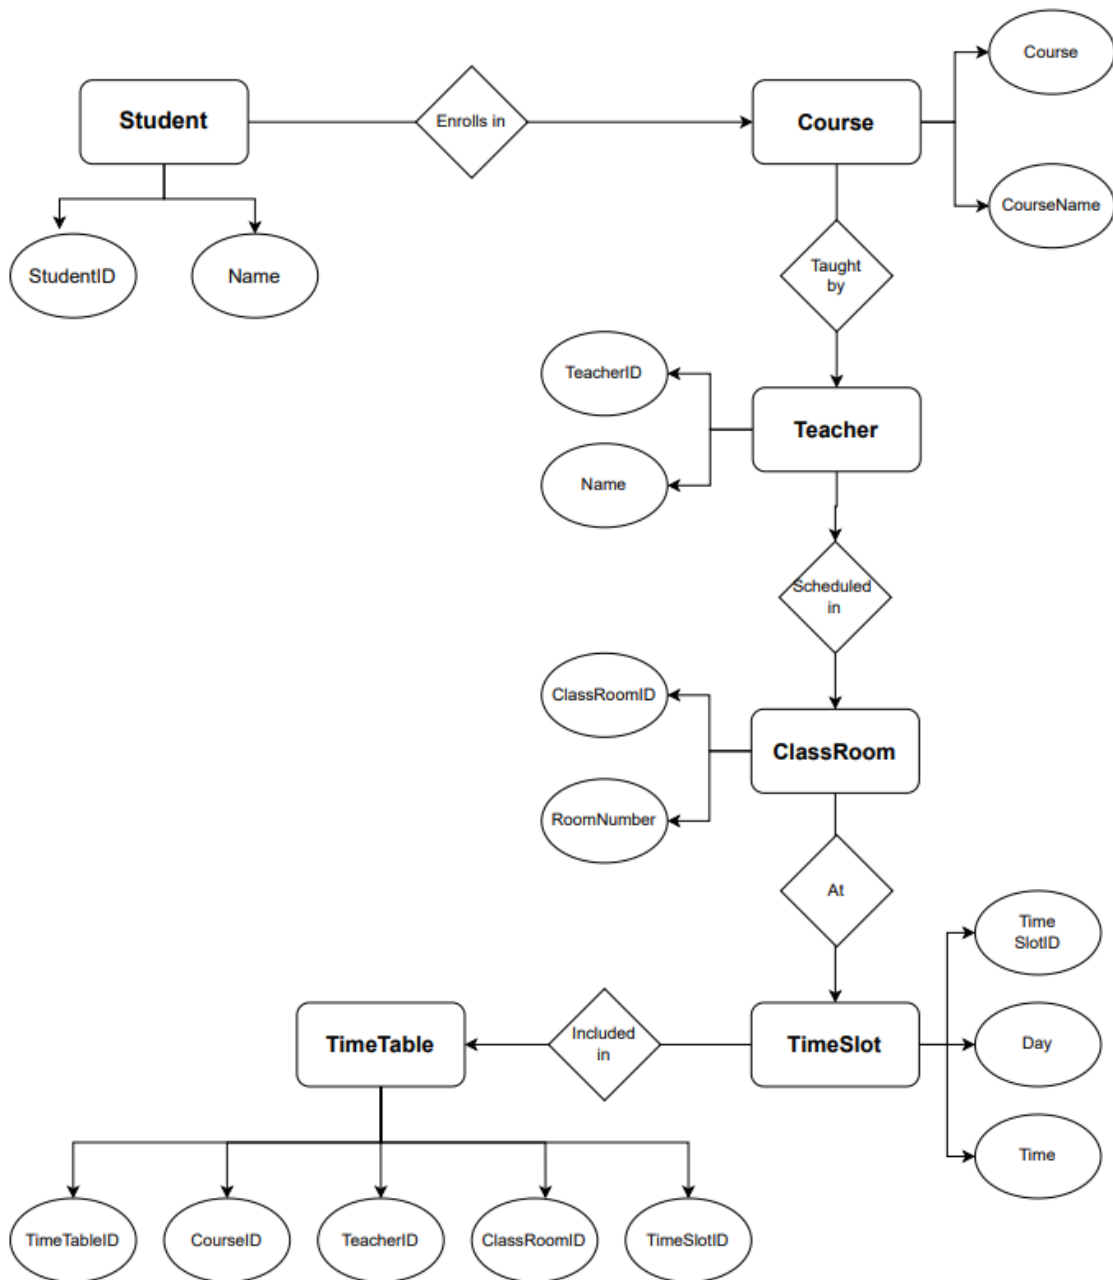 Course
Student
Enrolls in
Course
CourseName
StudentID
Name
Taught
by
TeacherID
Teacher
Name
Scheduled
in
ClassRoomID
ClassRoom
RoomNumber
At
Time
SlotID
TimeTable
Included
in
TimeSlot
Day
Time
TimeTableID
CourseID
TeacherID
ClassRoomID
TimeSlotID